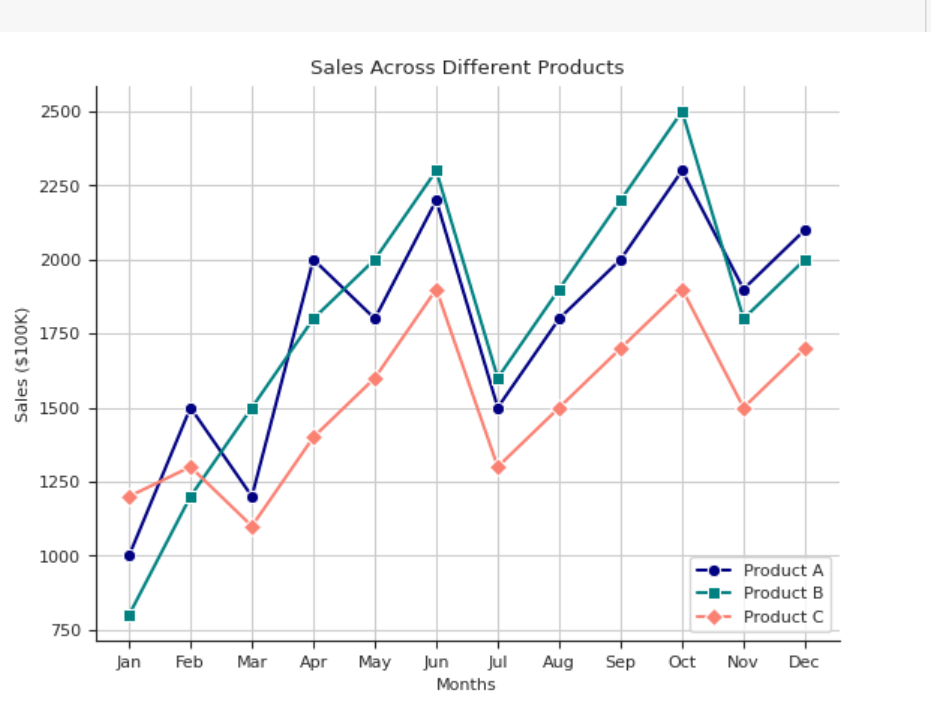 Sales Across Different Products
2500
2250
2000
1750
1500
1250
1000
750
Sales ($100K)
Product A
Product B
Product C
Jan Feb Mar Apr May Jun Jul Aug Sep Oct Nov Dec
Months